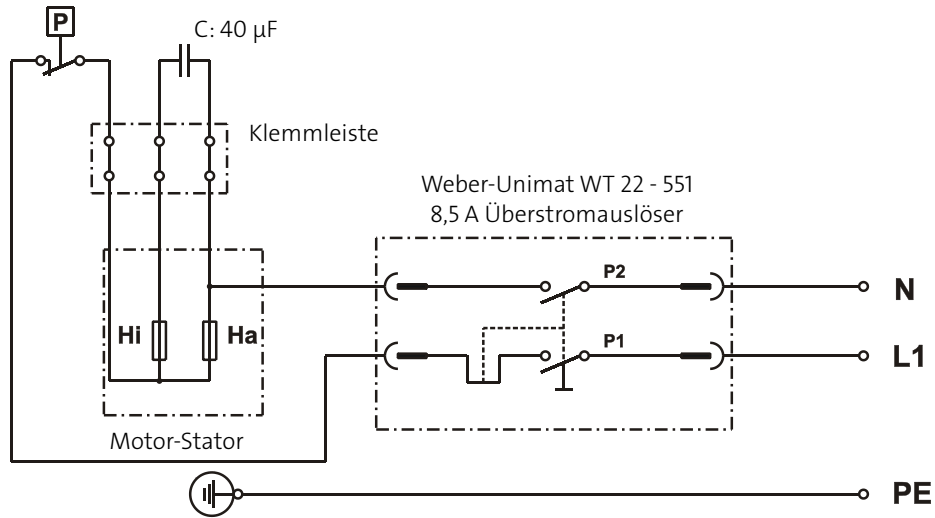 P
C: 40 µF
Klemmleiste
Weber-Unimat WT 22 - 551
8,5 A Überstromauslöser
P2
N
Hi
Ha
P1
L1
Motor-Stator
PE